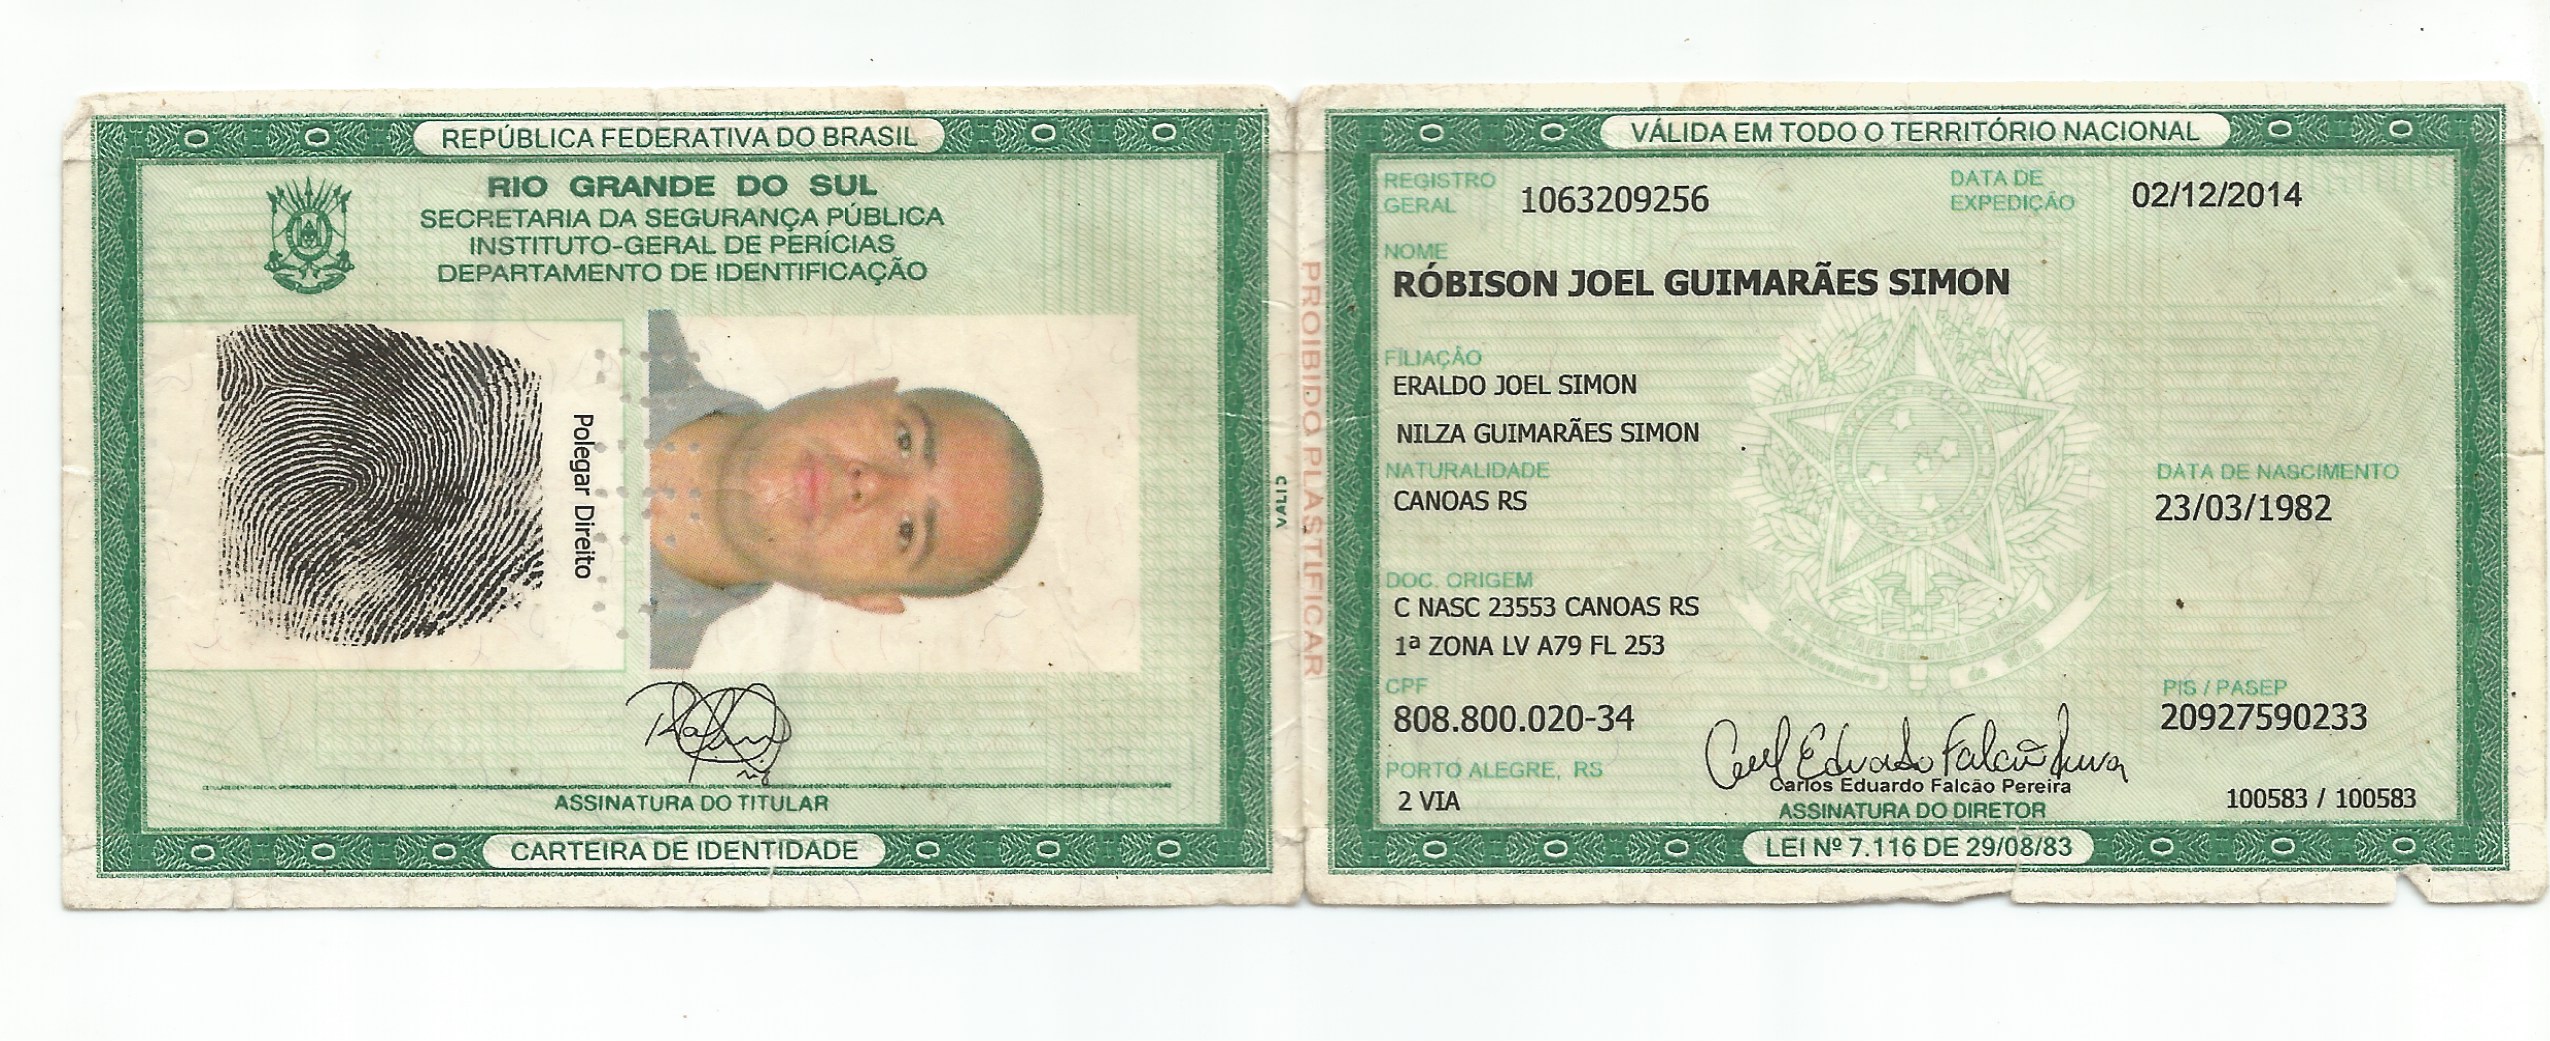 REPÚBLICA FEDERATIVA DO BRASIL
RIO GRANDE DO SUL
SECRETARIA DA SEGURANÇA PÚBLICA
INSTITUTO-GERAL DE PERÍCIAS
DEPARTAMENTO DE IDENTIFICAÇÃO
Polegar Direito
ASSINATURA DO TITULAR
CARTEIRA DE IDENTIDADE
PROIBIDO PLASTIFICAR
VÁLIDA EM TODO O TERRITÓRIO NACIONAL
REGISTRO GERAL 1063209256 DATA DE EXPEDIÇÃO 02/12/2014
NOME
RÓBISON JOEL GUIMARÃES SIMON
FILIAÇÃO
ERALDO JOEL SIMON
NILZA GUIMARÃES SIMON
NATURALIDADE DATA DE NASCIMENTO
CANOAS RS 23/03/1982
DOC. ORIGEM
C NASC 23553 CANOAS RS
1ª ZONA LV A79 FL 253
CPF PIS / PASEP
808.800.020-34 20927590233
PORTO ALEGRE, RS
Carlos Eduardo Falcão Pereira
2 VIA 100583 / 100583
ASSINATURA DO DIRETOR
LEI Nº 7.116 DE 29/08/83